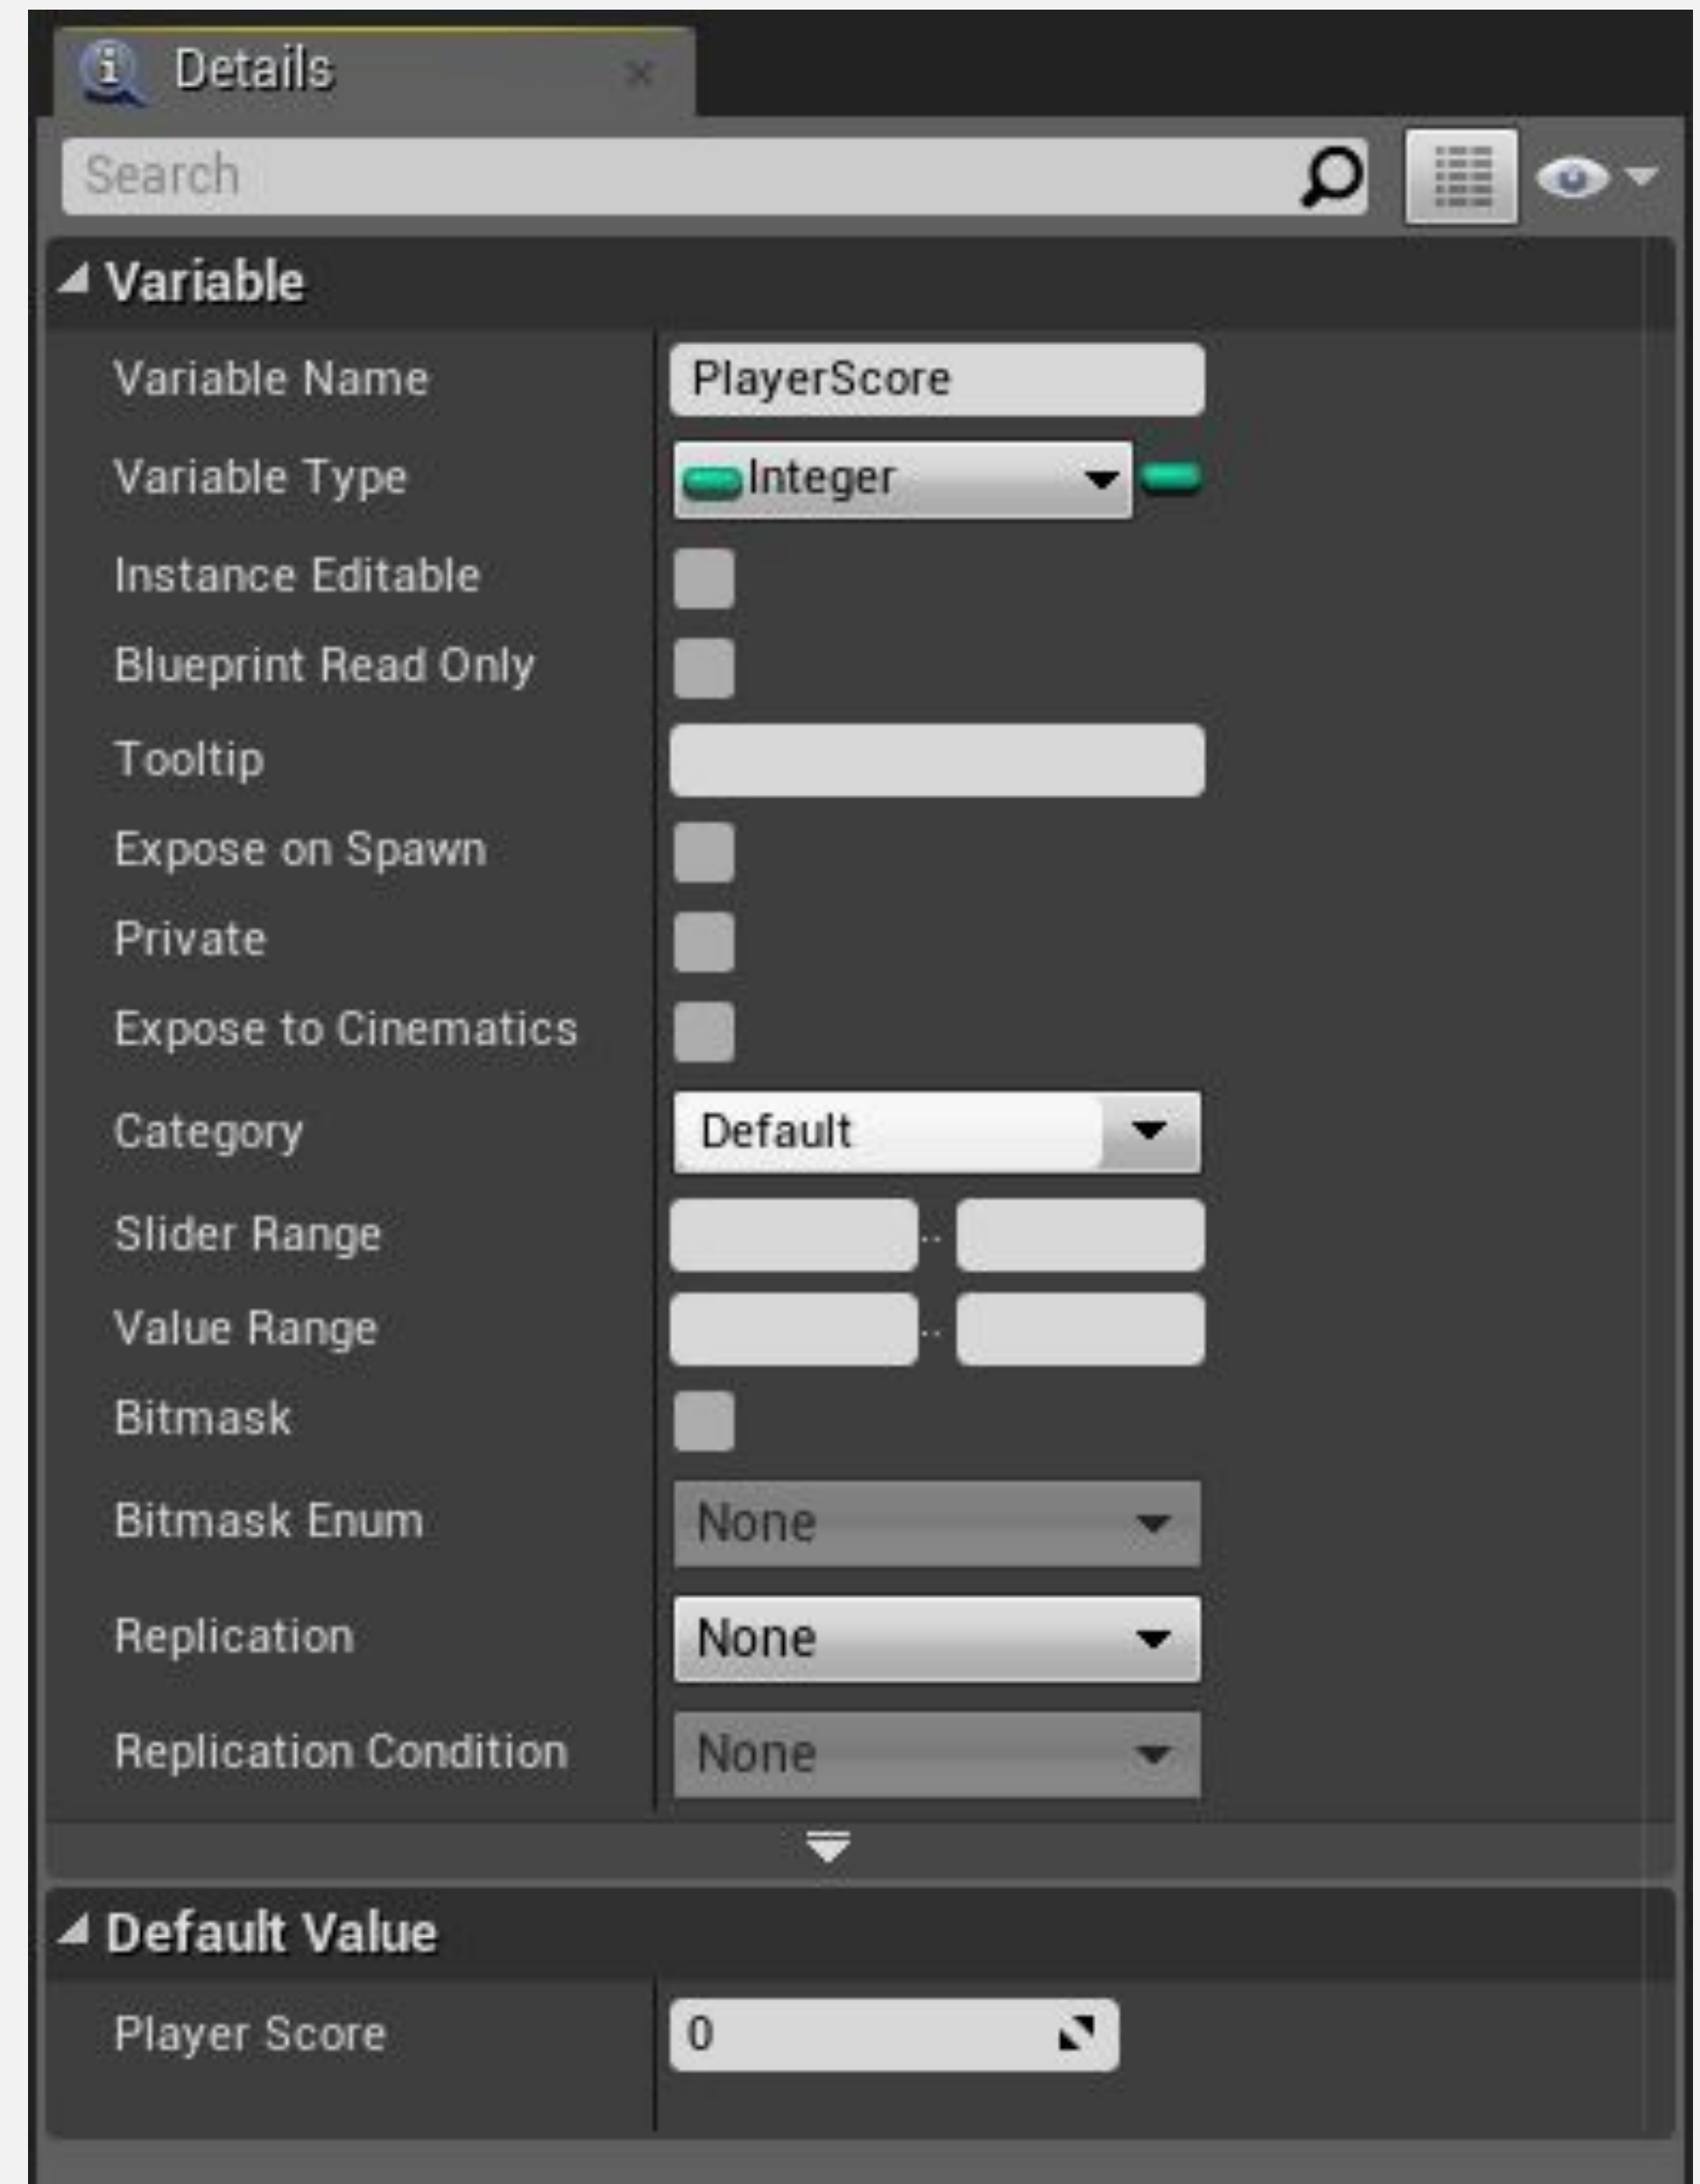 Details
Search
Variable
Variable Name PlayerScore
Variable Type Integer
Instance Editable
Blueprint Read Only
Tooltip
Expose on Spawn
Private
Expose to Cinematics
Category Default
Slider Range ..
Value Range ..
Bitmask
Bitmask Enum None
Replication None
Replication Condition None
Default Value
Player Score 0